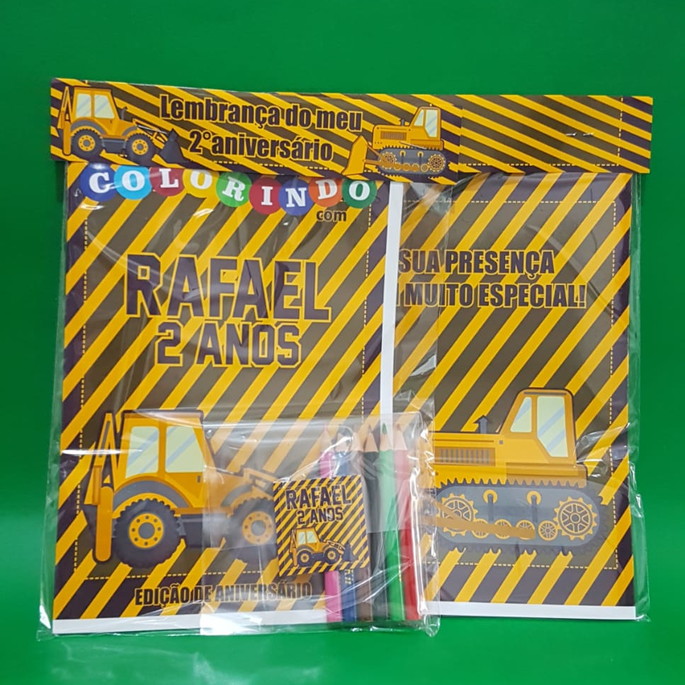 Lembrança do meu
2°aniversário
COLORINDO
com
RAFAEL
2 ANOS
SUA PRESENÇA
MUITO ESPECIAL!
RAFAEL
2 ANOS
EDIÇÃO DE ANIVERSÁRIO